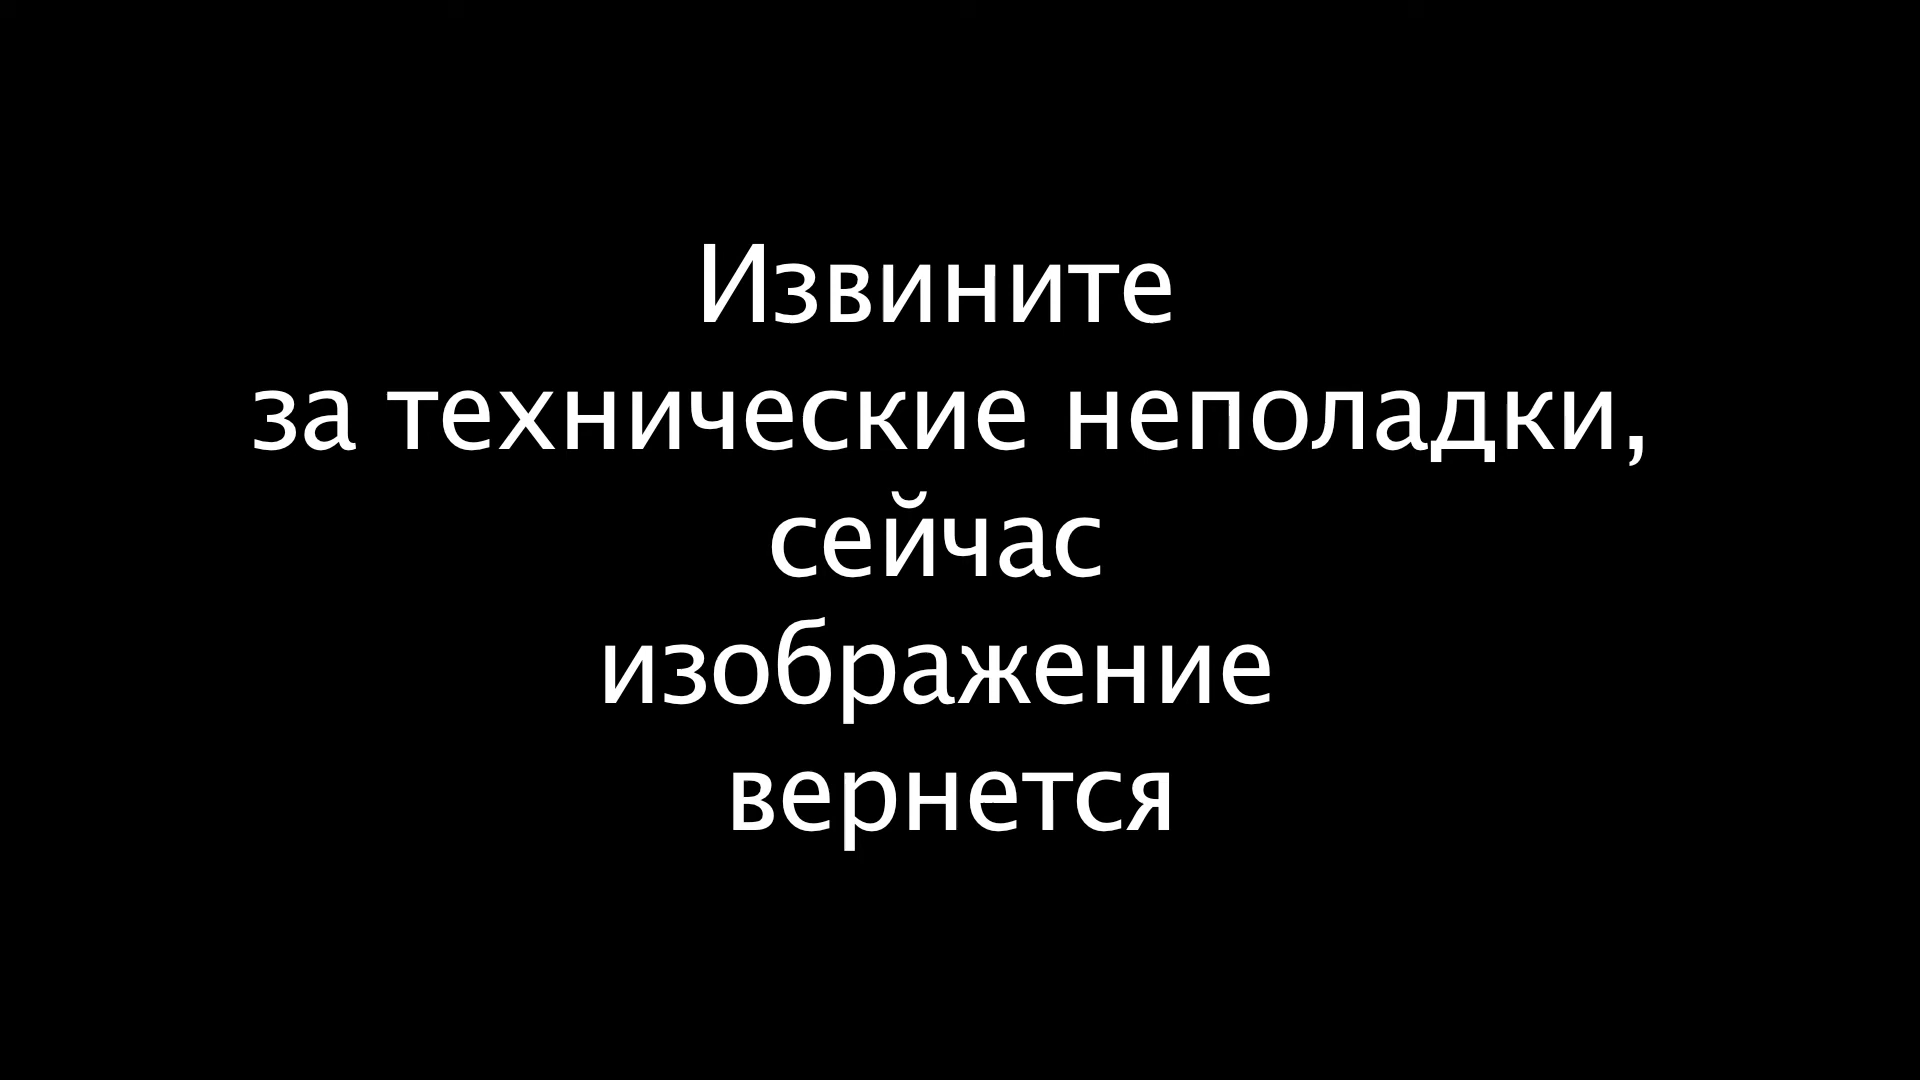 Извините
за технические неполадки,
сейчас
изображение
вернется